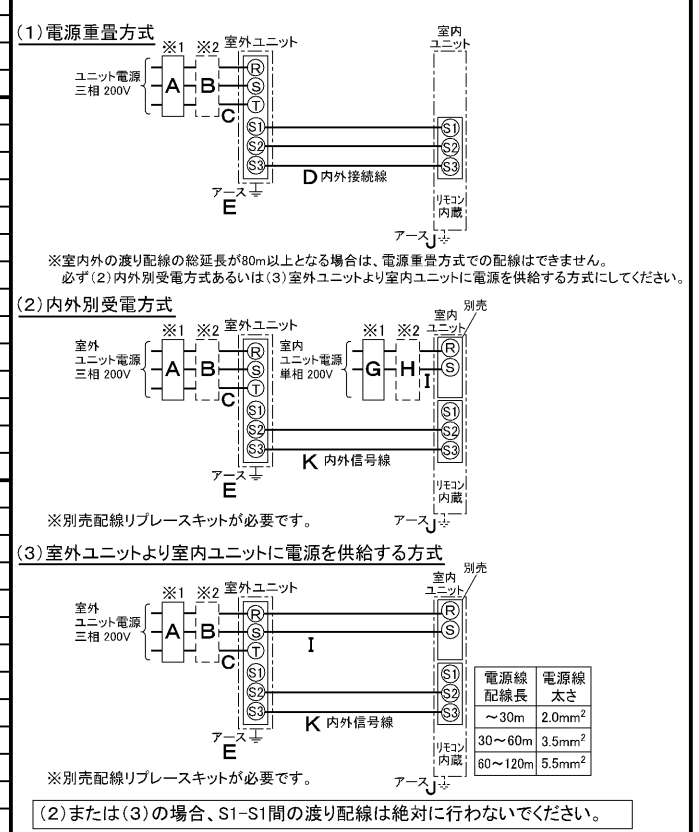 (1)電源重畳方式
※1 ※2 室外ユニット
室内
ユニット
ユニット電源
三相 200V
A B
C
R
S
T
S1 S1
S2 S2
S3 S3
D 内外接続線
アース
E
リモコン
内蔵
アース J
※室内外の渡り配線の総延長が80m以上となる場合は、電源重畳方式での配線はできません。
必ず(2)内外別受電方式あるいは(3)室外ユニットより室内ユニットに電源を供給する方式にしてください。
(2)内外別受電方式
※1 ※2 室外ユニット
※1 ※2
室内
ユニット
別売
室外
ユニット電源
三相 200V
A B
C
R
S
T
室内
ユニット電源
単相 200V
G H
I
R
S
S1 S1
S2 S2
S3 S3
K 内外信号線
アース
E
リモコン
内蔵
※別売配線リプレースキットが必要です。
アース J
(3)室外ユニットより室内ユニットに電源を供給する方式
※1 ※2 室外ユニット
室内
ユニット
別売
室外
ユニット電源
三相 200V
A B
C
R R
S S
T
I
S1 S1
S2 S2
S3 S3
K 内外信号線
アース
E
リモコン
内蔵
※別売配線リプレースキットが必要です。
アース J
電源線 電源線
配線長 太さ
～30m 2.0mm²
30～60m 3.5mm²
60～120m 5.5mm²
(2)または(3)の場合、S1-S1間の渡り配線は絶対に行わないでください。